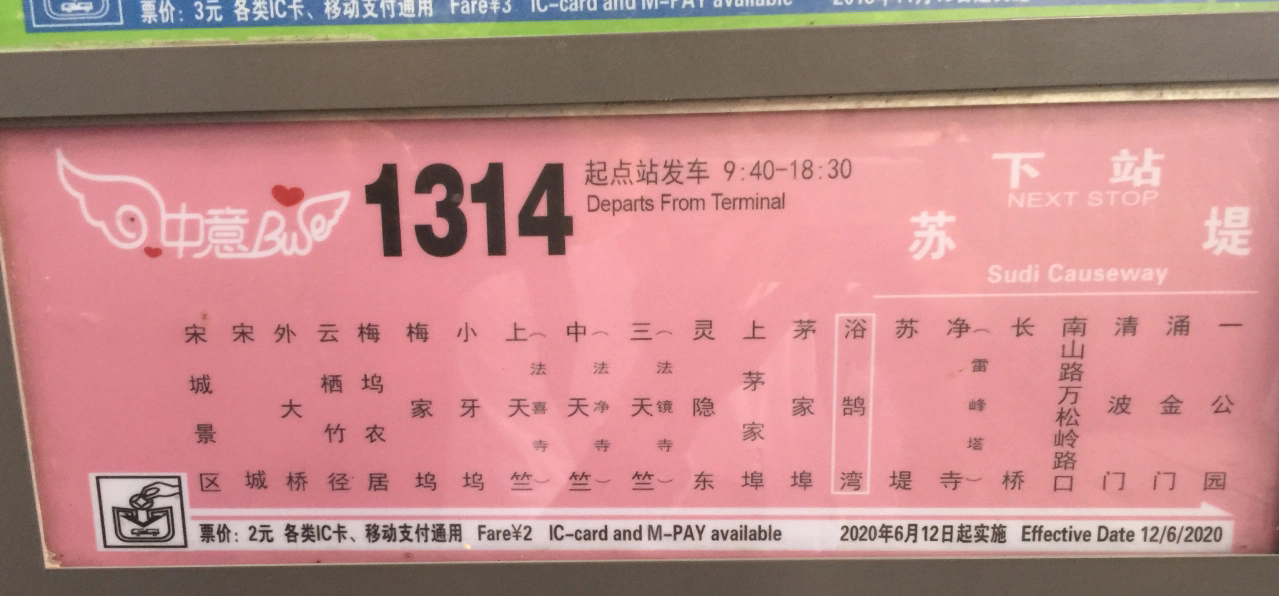 票价：3元 各类IC卡、移动支付通用 Fare¥3 IC-card and M-PAY available
中意Bus
1314
起点站发车 9:40-18:30
Departs From Terminal
下站
NEXT STOP
苏堤
Sudi Causeway
宋城景区
宋城
外大桥
云栖竹径
梅坞农居
梅家坞
小牙坞
上天竺（法喜寺）
中天竺（法净寺）
三天竺（法镜寺）
灵隐东
上茅家埠
茅家埠
浴鹄湾
苏堤
净寺（雷峰塔）
长桥
南山路万松岭路口
清波门
涌金门
一公园
票价：2元 各类IC卡、移动支付通用 Fare¥2 IC-card and M-PAY available
2020年6月12日起实施 Effective Date 12/6/2020